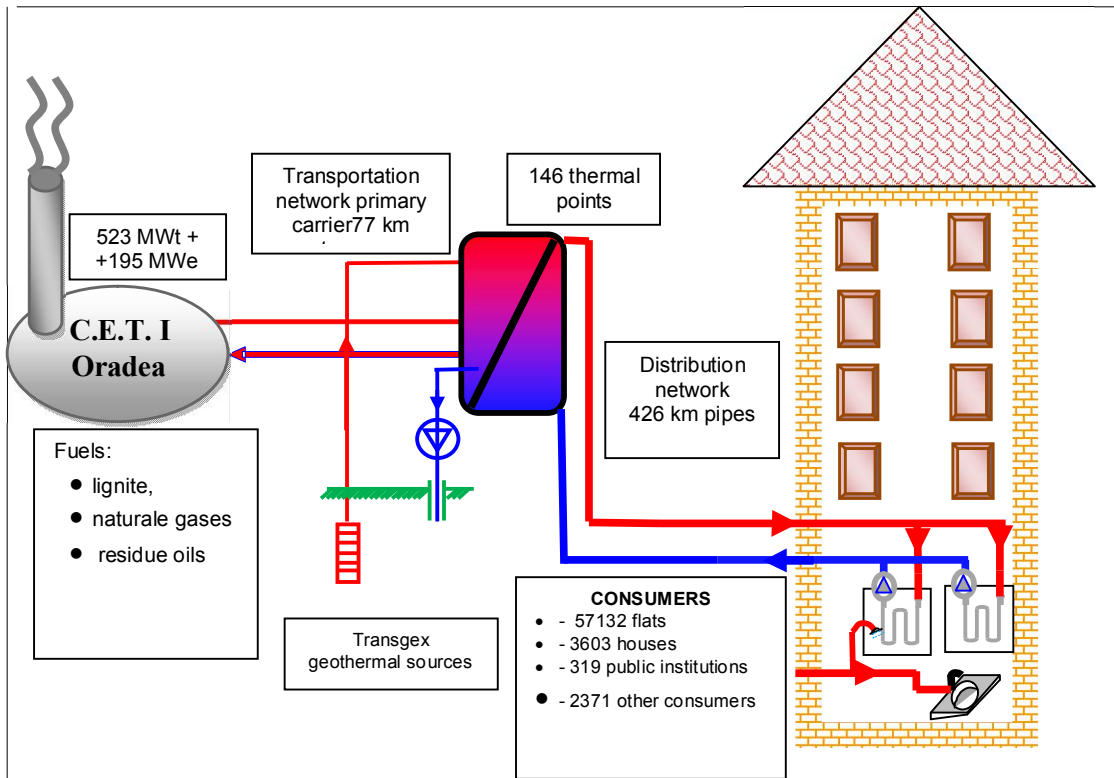 523 MWt +
+195 MWe
C.E.T. I
Oradea
Fuels:
● lignite,
● naturale gases
● residue oils
Transportation
network primary
carrier77 km
146 thermal
points
Distribution
network
426 km pipes
Transgex
geothermal sources
CONSUMERS
• - 57132 flats
• - 3603 houses
• - 319 public institutions
● - 2371 other consumers